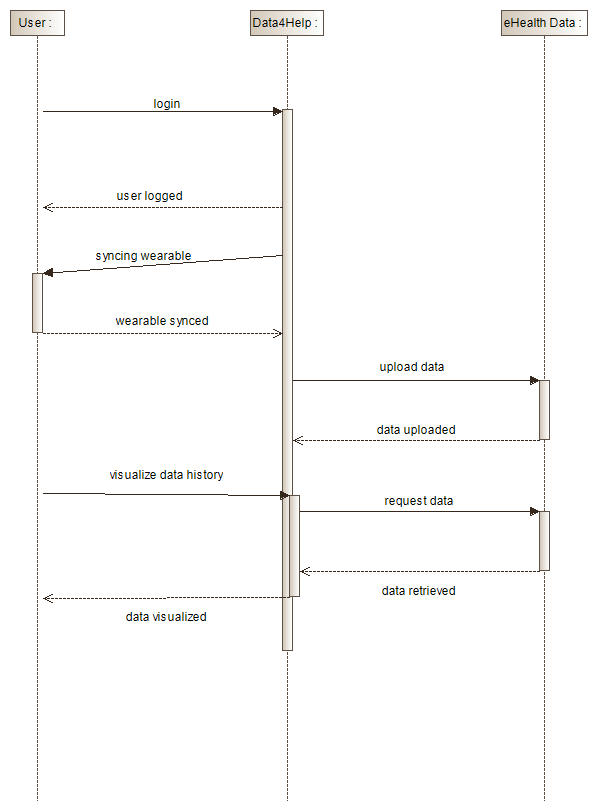 User :
Data4Help :
eHealth Data :
login
user logged
syncing wearable
wearable synced
upload data
data uploaded
visualize data history
request data
data retrieved
data visualized